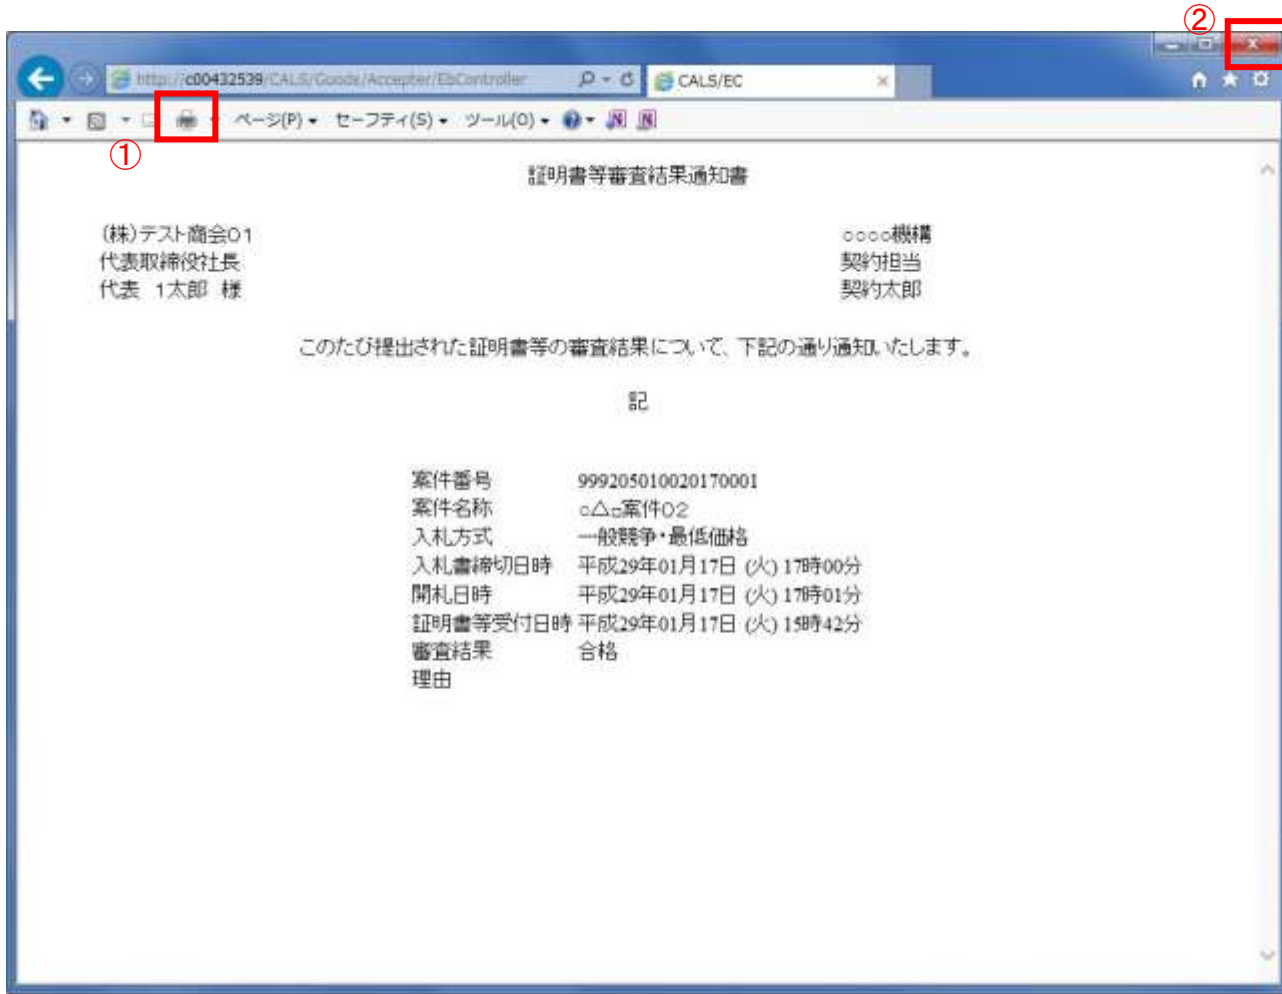 ②
http://c00432539/CALS/Goods/Accepter/EbController
CALS/EC
ページ(P) セーフティ(S) ツール(O)
①
証明書等審査結果通知書
(株)テスト商会01
代表取締役社長
代表 1太郎 様
○○○○機構
契約担当
契約太郎
このたび提出された証明書等の審査結果について、下記の通り通知いたします。
記
案件番号 999205010020170001
案件名称 ○△□案件02
入札方式 一般競争・最低価格
入札書締切日時 平成29年01月17日 (火) 17時00分
開札日時 平成29年01月17日 (火) 17時01分
証明書等受付日時 平成29年01月17日 (火) 15時42分
審査結果 合格
理由